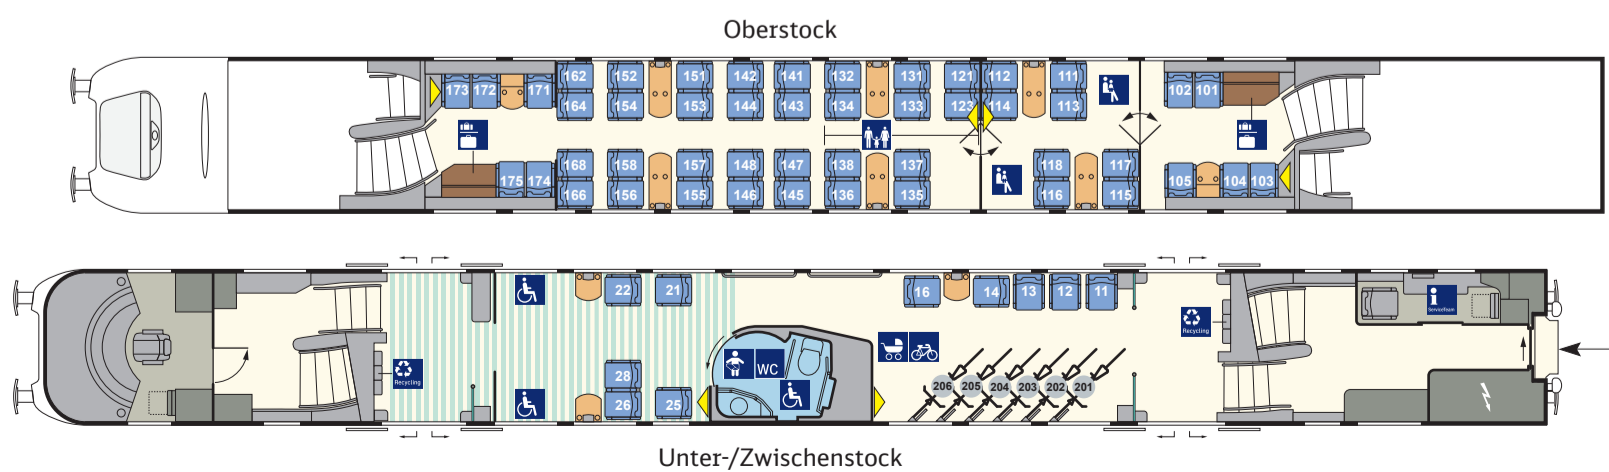 Oberstock
162 152 151 142 141 132 131 121 112 111
173 172 171 102 101
164 154 153 144 143 134 133 123 114 113
168 158 157 148 147 138 137 118 117
175 174 105 104 103
166 156 155 146 145 136 135 116 115
22 21 16 14 13 12 11
ServiceTeam
Recycling
WC
28
Recycling
206 205 204 203 202 201
26 25
Unter-/Zwischenstock